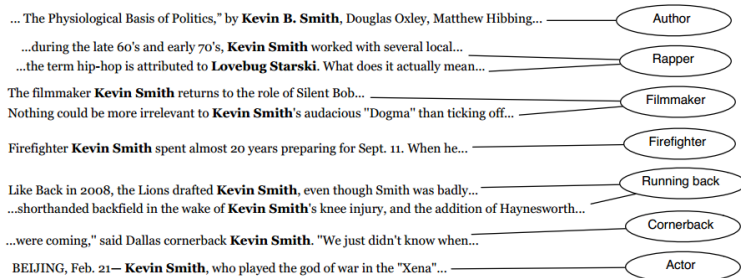 ... The Physiological Basis of Politics,” by Kevin B. Smith, Douglas Oxley, Matthew Hibbing...
Author
...during the late 60's and early 70's, Kevin Smith worked with several local...
...the term hip-hop is attributed to Lovebug Starski. What does it actually mean...
Rapper
The filmmaker Kevin Smith returns to the role of Silent Bob...
Nothing could be more irrelevant to Kevin Smith's audacious "Dogma" than ticking off...
Filmmaker
Firefighter Kevin Smith spent almost 20 years preparing for Sept. 11. When he...
Firefighter
Like Back in 2008, the Lions drafted Kevin Smith, even though Smith was badly...
...shorthanded backfield in the wake of Kevin Smith's knee injury, and the addition of Haynesworth...
Running back
...were coming," said Dallas cornerback Kevin Smith. "We just didn't know when...
Cornerback
BEIJING, Feb. 21— Kevin Smith, who played the god of war in the "Xena"...
Actor